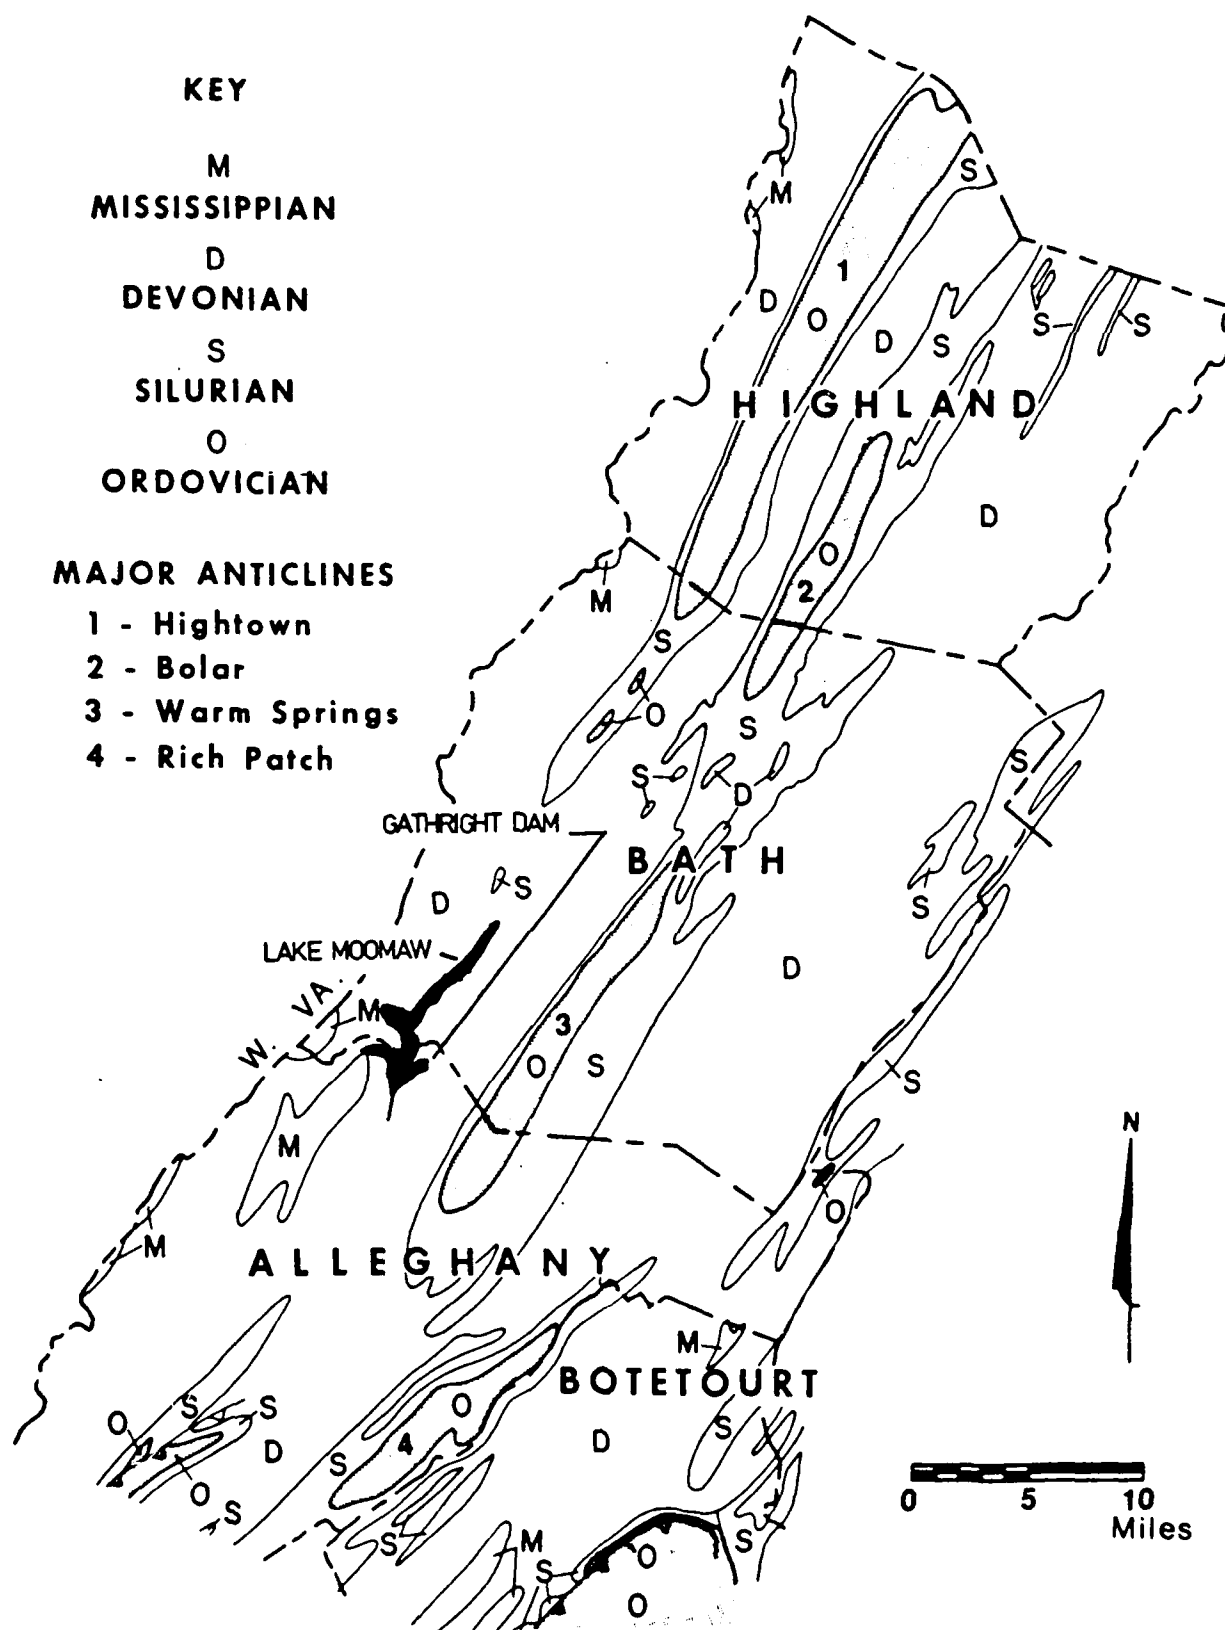 KEY
M
MISSISSIPPIAN
D
DEVONIAN
S
SILURIAN
O
ORDOVICIAN
MAJOR ANTICLINES
1 - Hightown
2 - Bolar
3 - Warm Springs
4 - Rich Patch
S
M
1
D
O
D
S
S
S
HIGHLAND
D
O
2
M
S
O
S
S
S
D
GATHRIGHT DAM
BATH
S
D
S
LAKE MOOMAW
D
W. VA.
M
3
O
S
S
M
N
O
M
ALLEGHANY
M
BOTETOURT
S
S
O
O
S
4
S
D
D
O
S
S
S
M
S
O
S
O
0 5 10
Miles